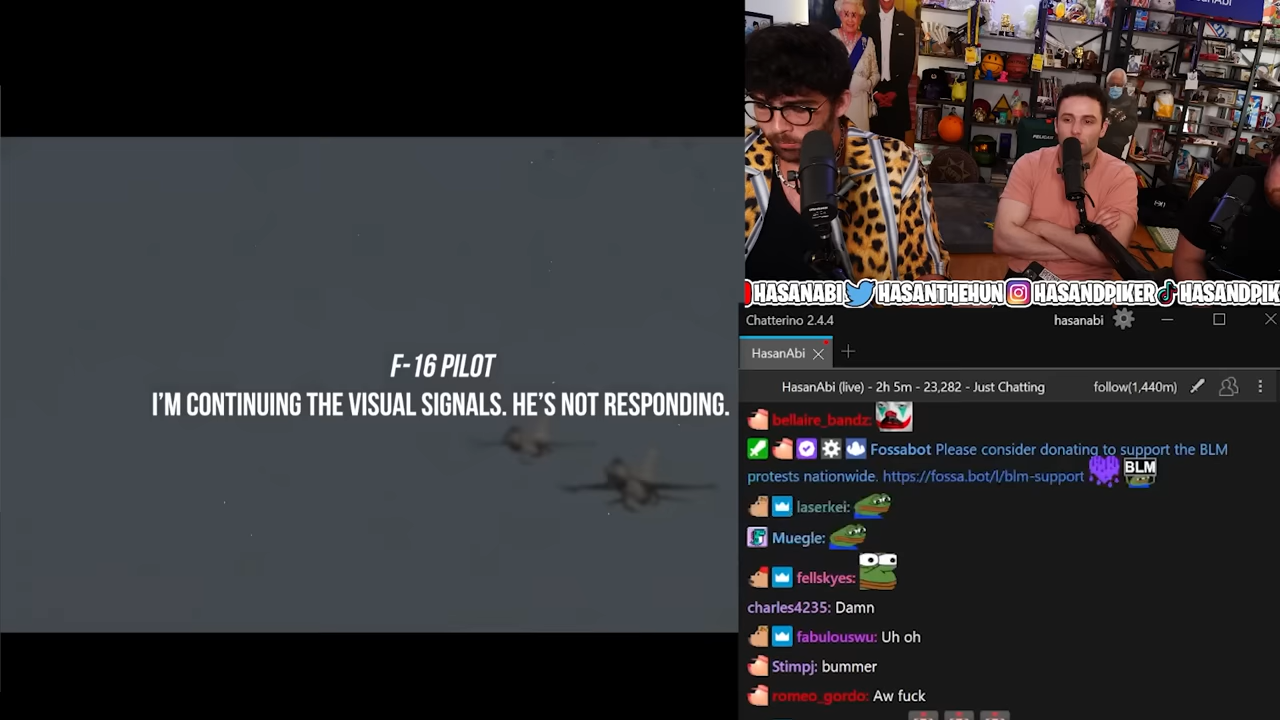 F-16 PILOT
I'M CONTINUING THE VISUAL SIGNALS. HE'S NOT RESPONDING.
HASANABI HASANTHEHUN HASANDPIKER HASANDPIK
Chatterino 2.4.4 hasanabi
HasanAbi
HasanAbi (live) - 2h 5m - 23,282 - Just Chatting follow(1,440m)
bellaire_bandz:
Fossabot Please consider donating to support the BLM
protests nationwide. https://fossa.bot/l/blm-support BLM
laserkei:
Muegle:
fellskyes:
charles4235: Damn
fabulouswu: Uh oh
Stimpj: bummer
romeo_gordo: Aw fuck